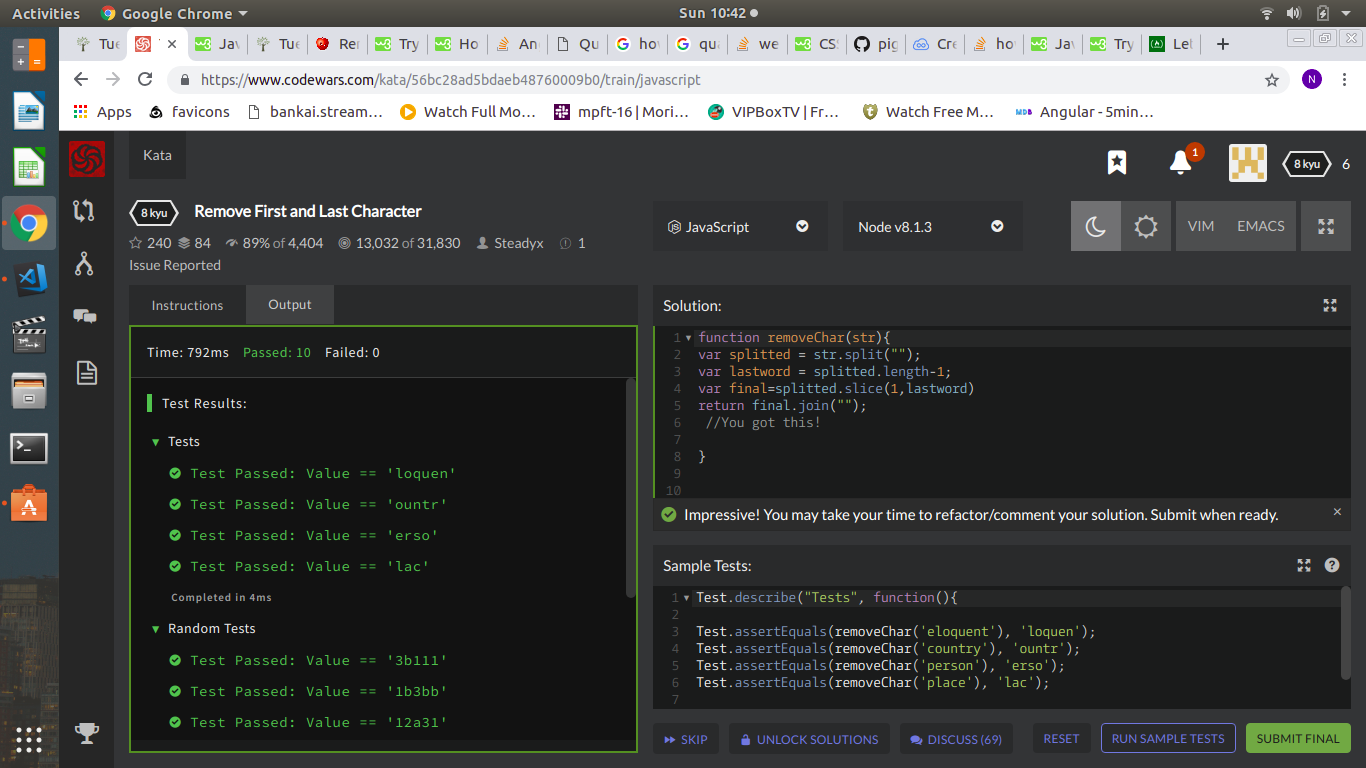 Activities Google Chrome Sun 10:42
Tue T Jav Tue Rer Try Ho An Qu hov qua we CSS pig Cre hov Jav Try Let
https://www.codewars.com/kata/56bc28ad5bdaeb48760009b0/train/javascript N
Apps favicons bankai.stream... Watch Full Mo... mpft-16 | Mori... VIPBoxTV | Fr... Watch Free M... MDB Angular - 5min...
Kata 1 8 kyu 6
8 kyu Remove First and Last Character
240 84 89% of 4,404 13,032 of 31,830 Steadyx 1
Issue Reported
JavaScript Node v8.1.3 VIM EMACS
Instructions Output
Time: 792ms Passed: 10 Failed: 0
Test Results:
Tests
Test Passed: Value == 'loquen'
Test Passed: Value == 'ountr'
Test Passed: Value == 'erso'
Test Passed: Value == 'lac'
Completed in 4ms
Random Tests
Test Passed: Value == '3b111'
Test Passed: Value == '1b3bb'
Test Passed: Value == '12a31'
Solution:
1 function removeChar(str){
2 var splitted = str.split("");
3 var lastword = splitted.length-1;
4 var final=splitted.slice(1,lastword)
5 return final.join("");
6 //You got this!
7
8 }
9
10
Impressive! You may take your time to refactor/comment your solution. Submit when ready. ×
Sample Tests: ?
1 Test.describe("Tests", function(){
2
3 Test.assertEquals(removeChar('eloquent'), 'loquen');
4 Test.assertEquals(removeChar('country'), 'ountr');
5 Test.assertEquals(removeChar('person'), 'erso');
6 Test.assertEquals(removeChar('place'), 'lac');
7
SKIP UNLOCK SOLUTIONS DISCUSS (69) RESET RUN SAMPLE TESTS SUBMIT FINAL